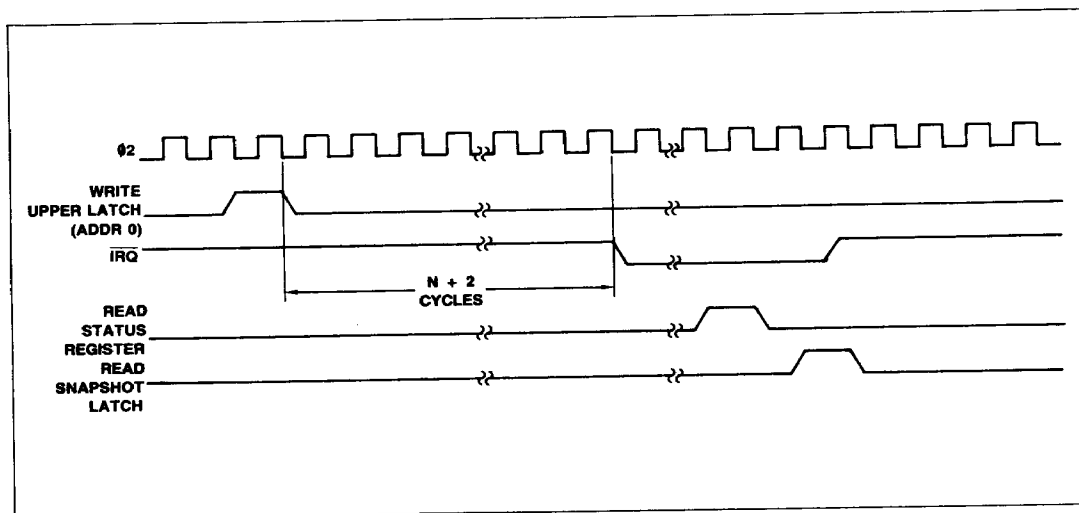 φ2
WRITE
UPPER LATCH
(ADDR 0)
IRQ
N + 2
CYCLES
READ
STATUS
REGISTER
READ
SNAPSHOT
LATCH